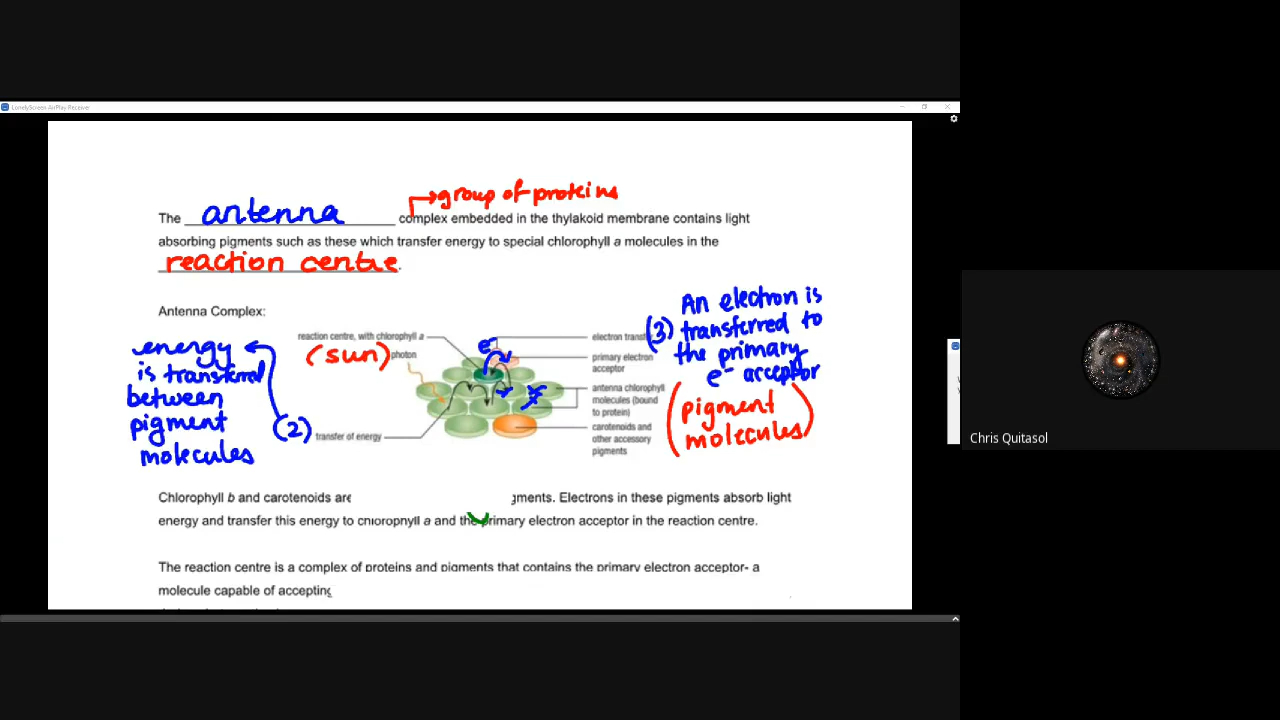 LonelyScreen AirPlay Receiver
group of proteins
The antenna complex embedded in the thylakoid membrane contains light
absorbing pigments such as these which transfer energy to special chlorophyll a molecules in the
reaction centre.
Antenna Complex:
energy
is transferred
between
pigment
molecules
(2)
reaction centre, with chlorophyll a
(sun) photon
transfer of energy
e-
electron
primary electron
acceptor
antenna chlorophyll
molecules (bound
to protein)
carotenoids and
other accessory
pigments
An electron is
(3) transferred to
the primary
e- acceptor
(pigment
molecules)
Chlorophyll b and carotenoids are gments. Electrons in these pigments absorb light
energy and transfer this energy to chlorophyll a and the primary electron acceptor in the reaction centre.
The reaction centre is a complex of proteins and pigments that contains the primary electron acceptor- a
molecule capable of accepting
Chris Quitasol